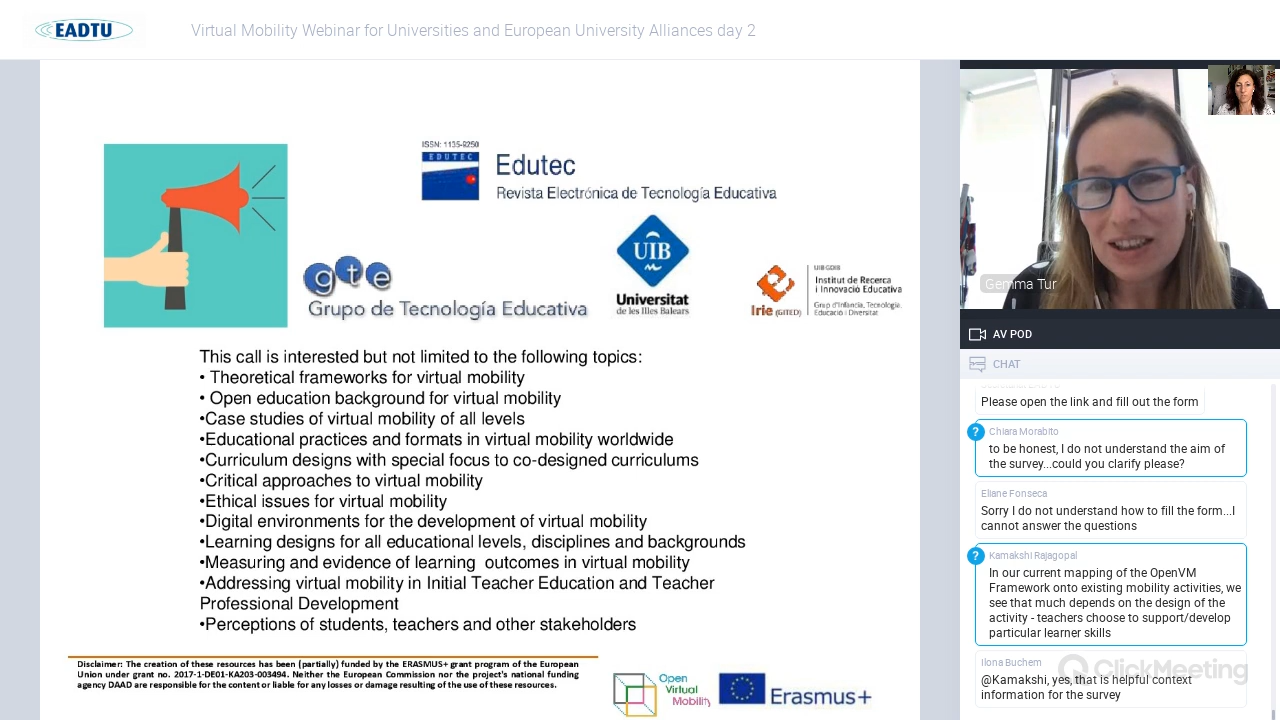 EADTU
Virtual Mobility Webinar for Universities and European University Alliances day 2
ISSN: 1135-9250
EDUTEC
Edutec
Revista Electrónica de Tecnología Educativa
gte
Grupo de Tecnología Educativa
UIB
Universitat
de les Illes Balears
Irie (GITED)
Institut de Recerca
i Innovació Educativa
Grup d'Infància, Tecnologia,
Educació i Diversitat
This call is interested but not limited to the following topics:
• Theoretical frameworks for virtual mobility
• Open education background for virtual mobility
•Case studies of virtual mobility of all levels
•Educational practices and formats in virtual mobility worldwide
•Curriculum designs with special focus to co-designed curriculums
•Critical approaches to virtual mobility
•Ethical issues for virtual mobility
•Digital environments for the development of virtual mobility
•Learning designs for all educational levels, disciplines and backgrounds
•Measuring and evidence of learning outcomes in virtual mobility
•Addressing virtual mobility in Initial Teacher Education and Teacher
Professional Development
•Perceptions of students, teachers and other stakeholders
Disclaimer: The creation of these resources has been (partially) funded by the ERASMUS+ grant program of the European
Union under grant no. 2017-1-DE01-KA203-003494. Neither the European Commission nor the project's national funding
agency DAAD are responsible for the content or liable for any losses or damage resulting of the use of these resources.
Open
Virtual
Mobility
Erasmus+
Gemma Tur
AV POD
CHAT
Please open the link and fill out the form
?
Chiara Morabito
to be honest, I do not understand the aim of
the survey...could you clarify please?
Eliane Fonseca
Sorry I do not understand how to fill the form...I
cannot answer the questions
?
Kamakshi Rajagopal
In our current mapping of the OpenVM
Framework onto existing mobility activities, we
see that much depends on the design of the
activity - teachers choose to support/develop
particular learner skills
Ilona Buchem
@Kamakshi, yes, that is helpful context
information for the survey
ClickMeeting